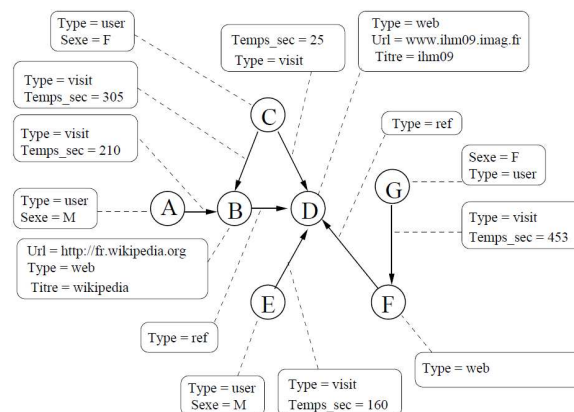 Type = user
Sexe = F
Temps_sec = 25
Type = visit
Type = web
Url = www.ihm09.imag.fr
Titre = ihm09
Type = visit
Temps_sec = 305
C
Type = ref
Type = visit
Temps_sec = 210
Sexe = F
Type = user
Type = user
Sexe = M
A
B
D
G
Type = visit
Temps_sec = 453
Url = http://fr.wikipedia.org
Type = web
Titre = wikipedia
E
F
Type = ref
Type = web
Type = user
Sexe = M
Type = visit
Temps_sec = 160